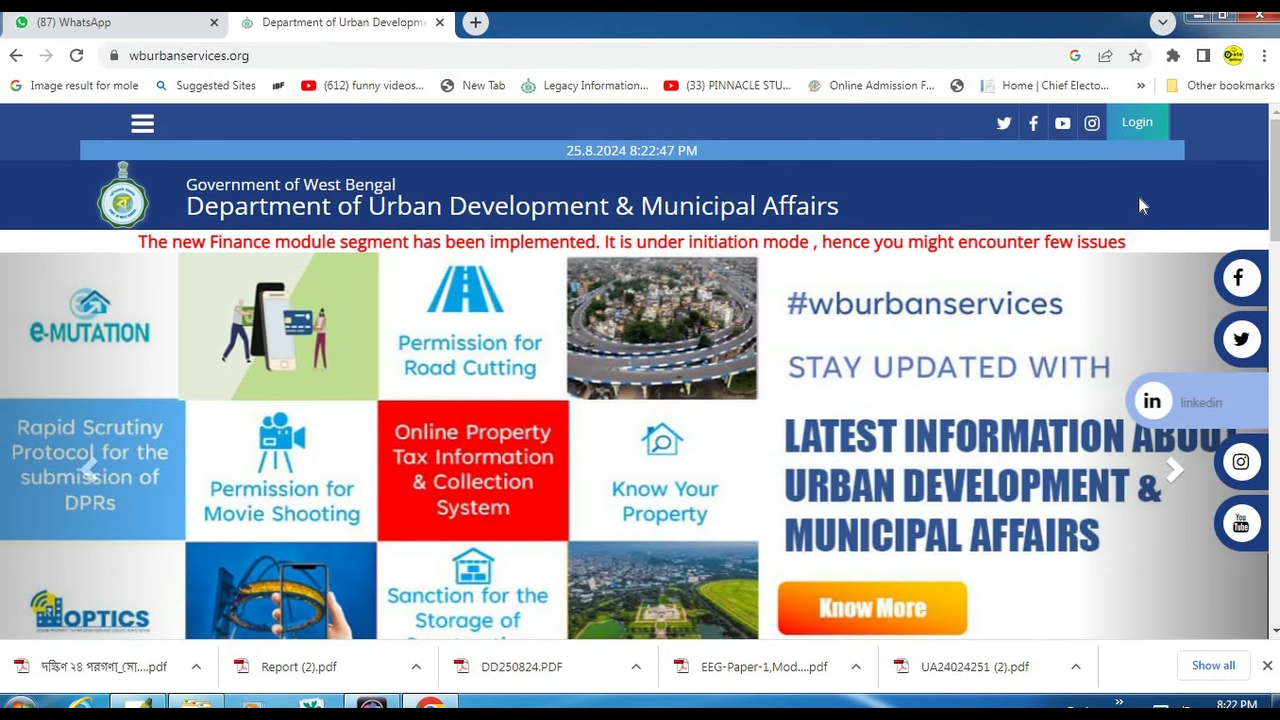 (87) WhatsApp
Department of Urban Developm
wburbanservices.org
Image result for mole
Suggested Sites
(612) funny videos...
New Tab
Legacy Information...
(33) PINNACLE STU...
Online Admission F...
Home | Chief Electo...
»
Other bookmarks
Login
25.8.2024 8:22:47 PM
Government of West Bengal
Department of Urban Development & Municipal Affairs
The new Finance module segment has been implemented. It is under initiation mode , hence you might encounter few issues
e-MUTATION
Permission for
Road Cutting
#wburbanservices
STAY UPDATED WITH
in linkedin
Rapid Scrutiny
Protocol for the
submission of
DPRs
Permission for
Movie Shooting
Online Property
Tax Information
& Collection
System
Know Your
Property
LATEST INFORMATION ABOUT
URBAN DEVELOPMENT &
MUNICIPAL AFFAIRS
You
Tube
OPTICS
Sanction for the
Storage of
Know More
দক্ষিণ ২৪ পরগণা_মো....pdf
Report (2).pdf
DD250824.PDF
EEG-Paper-1,Mod....pdf
UA24024251 (2).pdf
Show all
»
8:22 PM